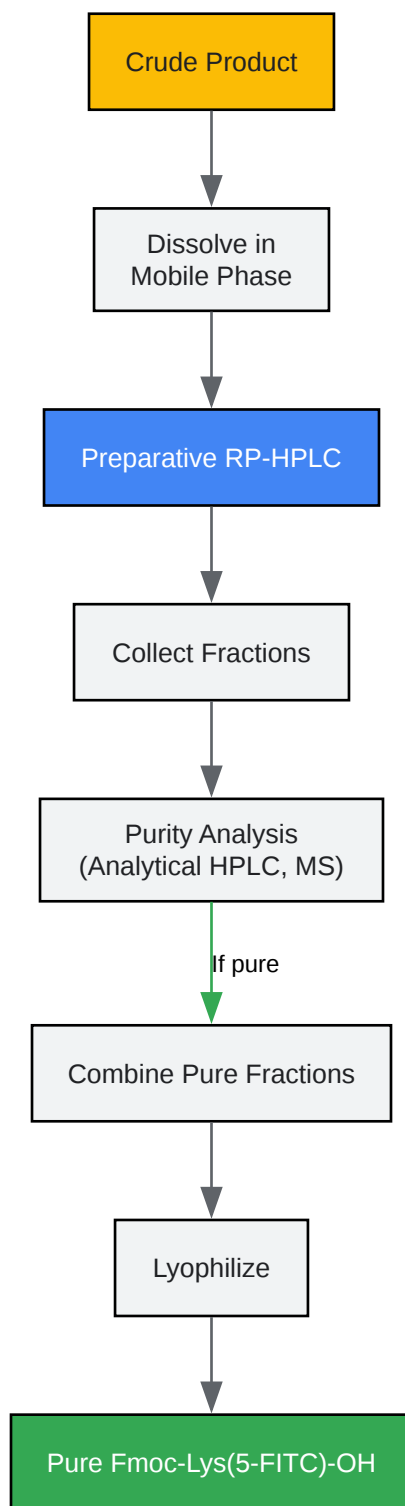 Crude Product
Dissolve in
Mobile Phase
Preparative RP-HPLC
Collect Fractions
Purity Analysis
(Analytical HPLC, MS)
If pure
Combine Pure Fractions
Lyophilize
Pure Fmoc-Lys(5-FITC)-OH